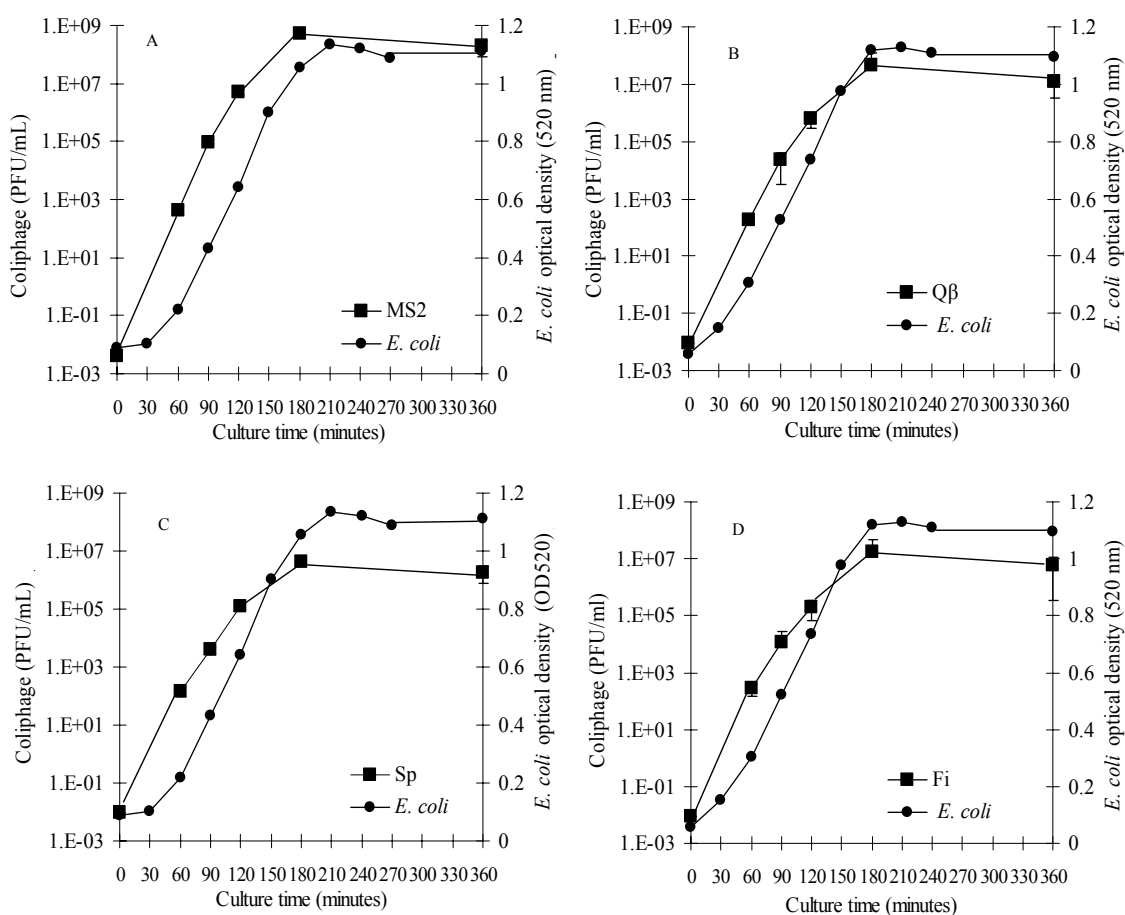 A
1.E+09
1.E+07
1.E+05
1.E+03
1.E+01
1.E-01
1.E-03
Coliphage (PFU/mL)
1.2
1
0.8
0.6
0.4
0.2
0
E. coli optical density (520 nm)
MS2
E. coli
0 30 60 90 120 150 180 210 240 270 300 330 360
Culture time (minutes)
B
1.E+09
1.E+07
1.E+05
1.E+03
1.E+01
1.E-01
1.E-03
Coliphage (PFU/ml)
1.2
1
0.8
0.6
0.4
0.2
0
E. coli optical density (520 nm)
Qβ
E. coli
0 30 60 90 120 150 180 210 240 270 300 330 360
Culture time (minutes)
C
1.E+09
1.E+07
1.E+05
1.E+03
1.E+01
1.E-01
1.E-03
Coliphage (PFU/mL)
1.2
1
0.8
0.6
0.4
0.2
0
E. coli optical density (OD520)
Sp
E. coli
0 30 60 90 120 150 180 210 240 270 300 330 360
Culture time (minutes)
D
1.E+09
1.E+07
1.E+05
1.E+03
1.E+01
1.E-01
1.E-03
Coliphage (PFU/ml)
1.2
1
0.8
0.6
0.4
0.2
0
E. coli optical density (520 nm)
Fi
E. coli
0 30 60 90 120 150 180 210 240 270 300 330 360
Culture time (minutes)